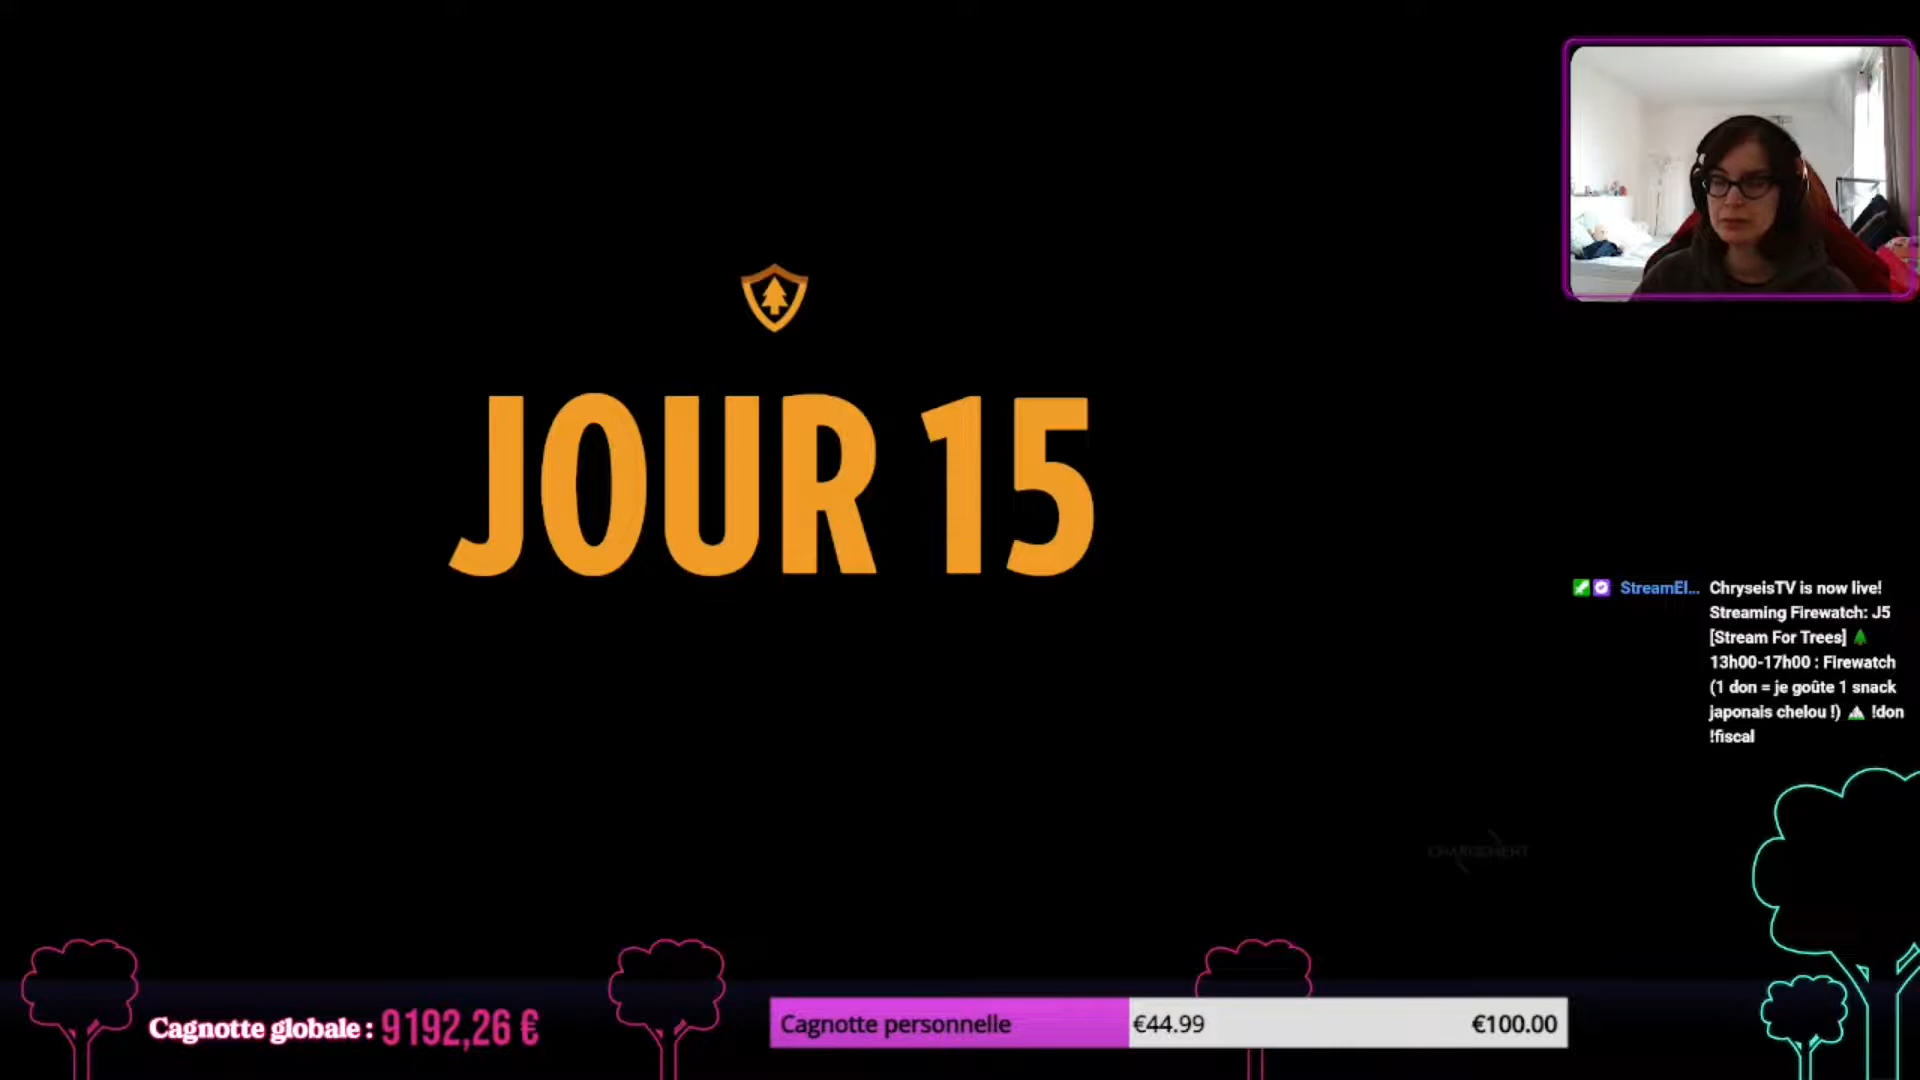 JOUR 15
StreamEl... ChryseisTV is now live!
Streaming Firewatch: J5
[Stream For Trees]
13h00-17h00 : Firewatch
(1 don = je goûte 1 snack
japonais chelou !) !don
!fiscal
CHARGEMENT
Cagnotte globale : 9192,26 €
Cagnotte personnelle €44.99 €100.00